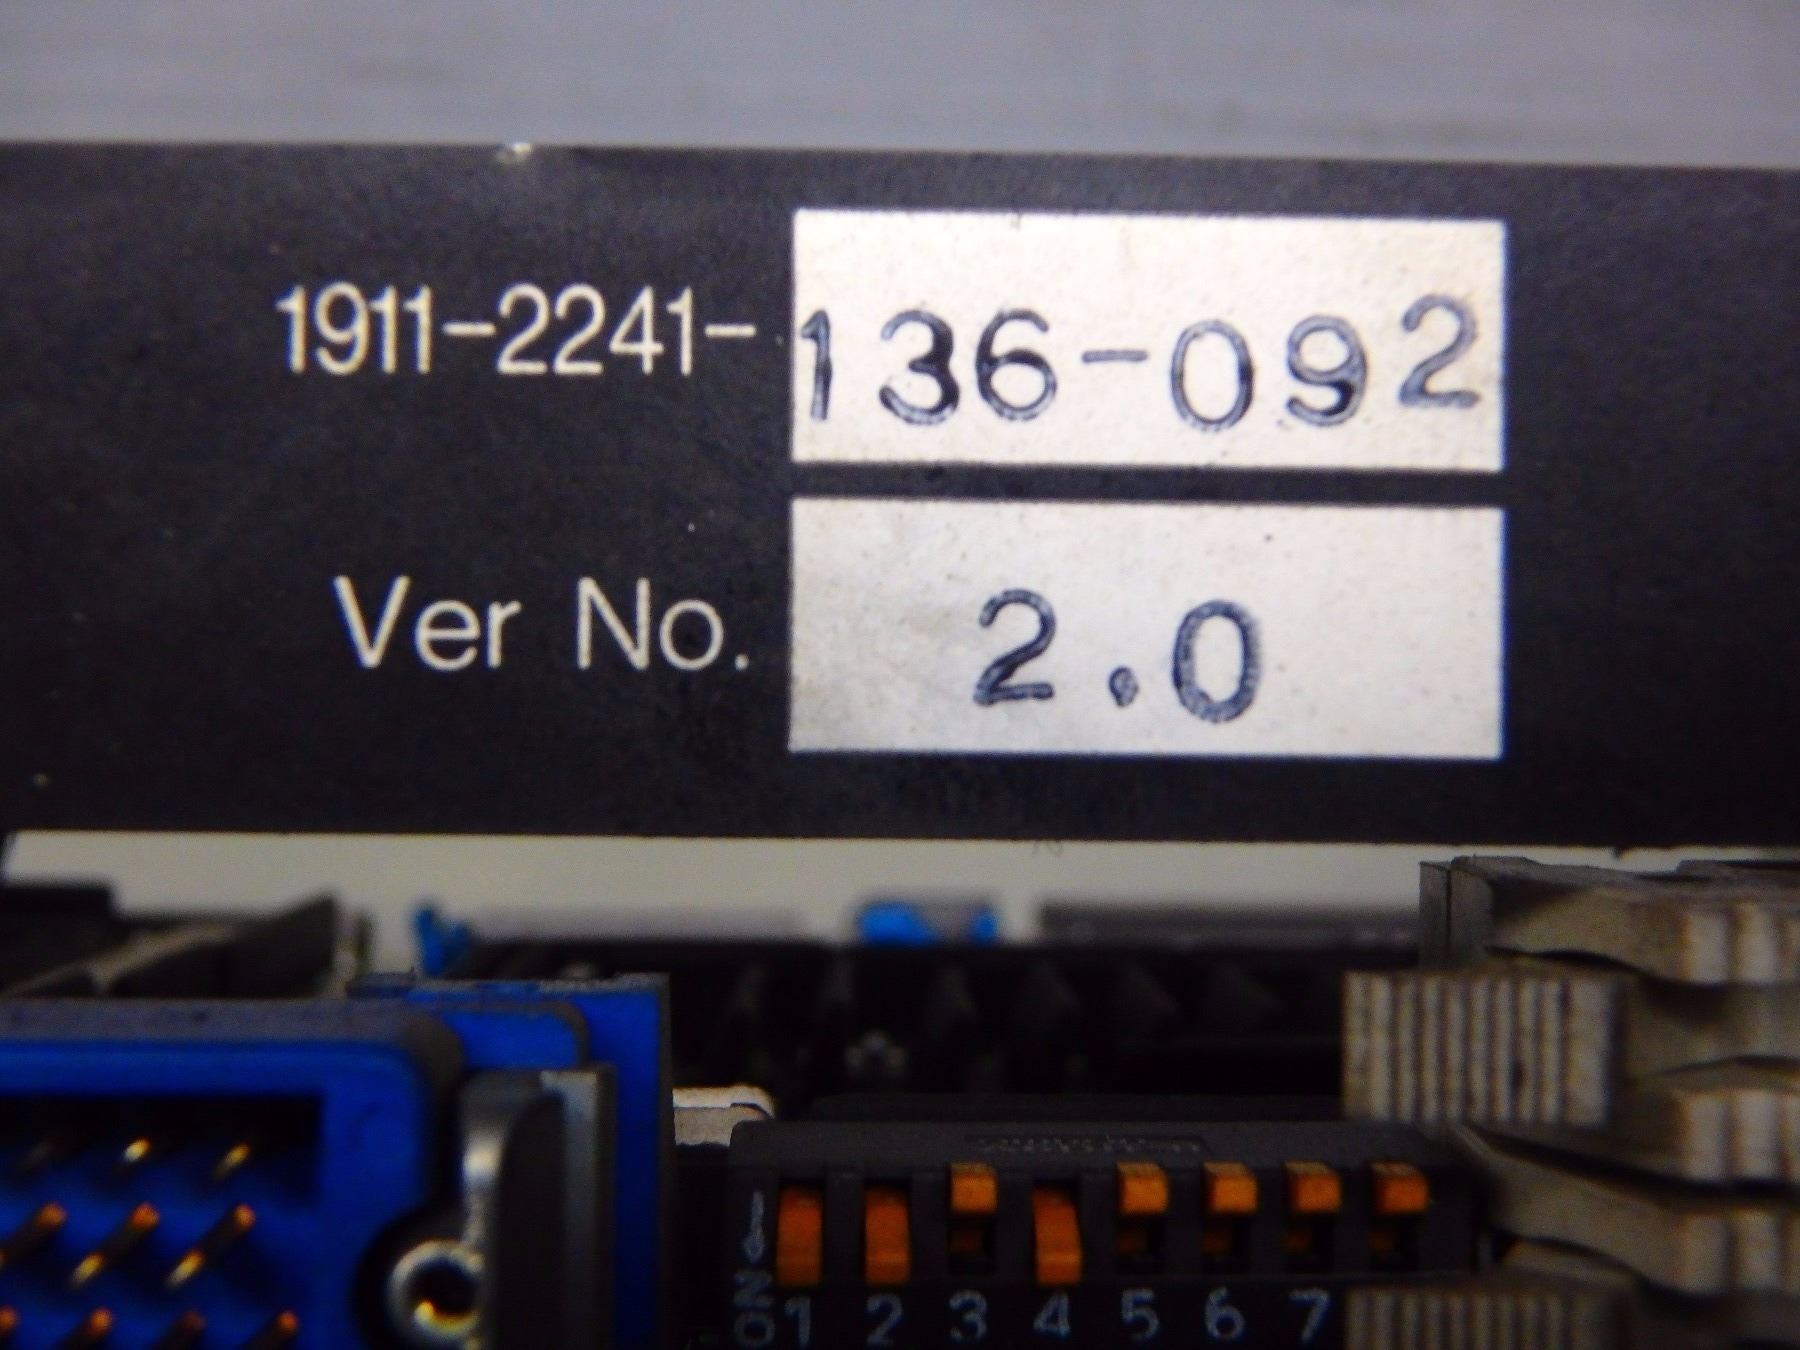 1911-2241-136-092
Ver No. 2.0
ON
1 2 3 4 5 6 7